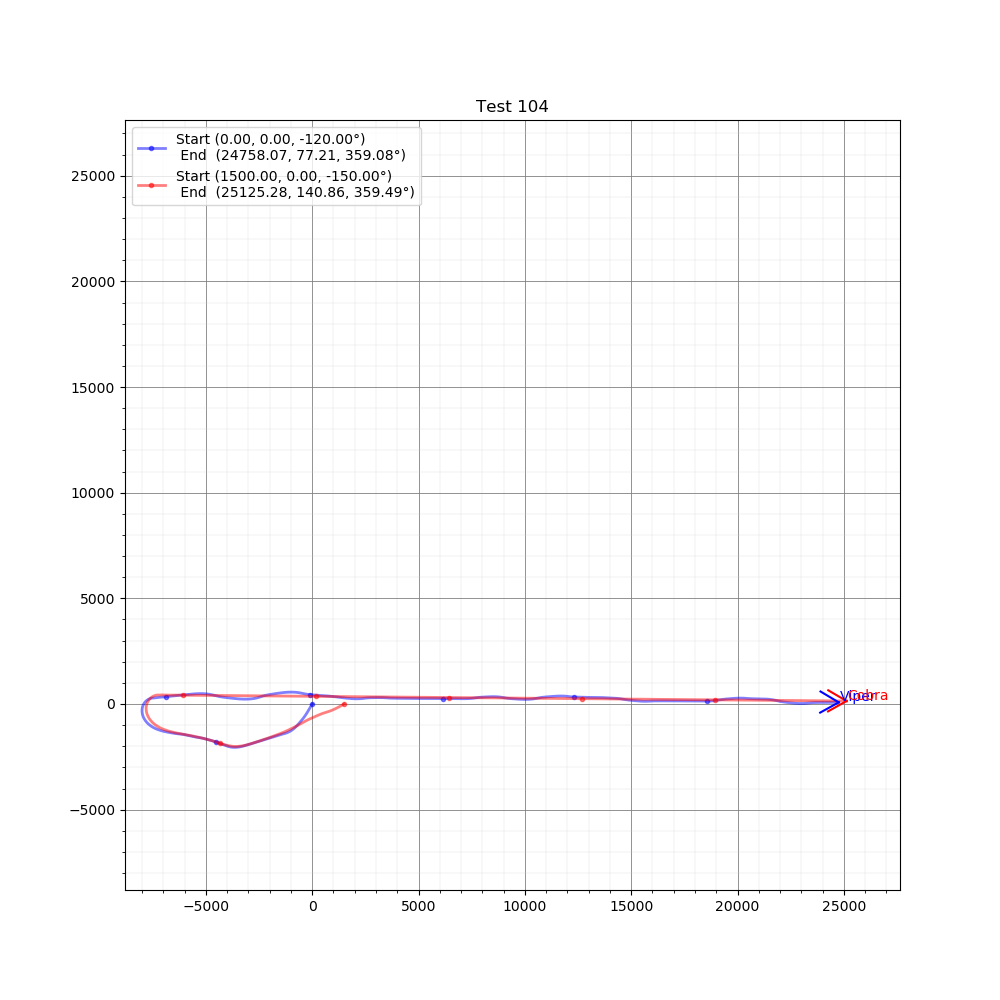 Test 104
Start (0.00, 0.00, -120.00°)
End (24758.07, 77.21, 359.08°)
Start (1500.00, 0.00, -150.00°)
End (25125.28, 140.86, 359.49°)
25000
20000
15000
10000
5000
0
−5000
Viper
Cobra
−5000 0 5000 10000 15000 20000 25000